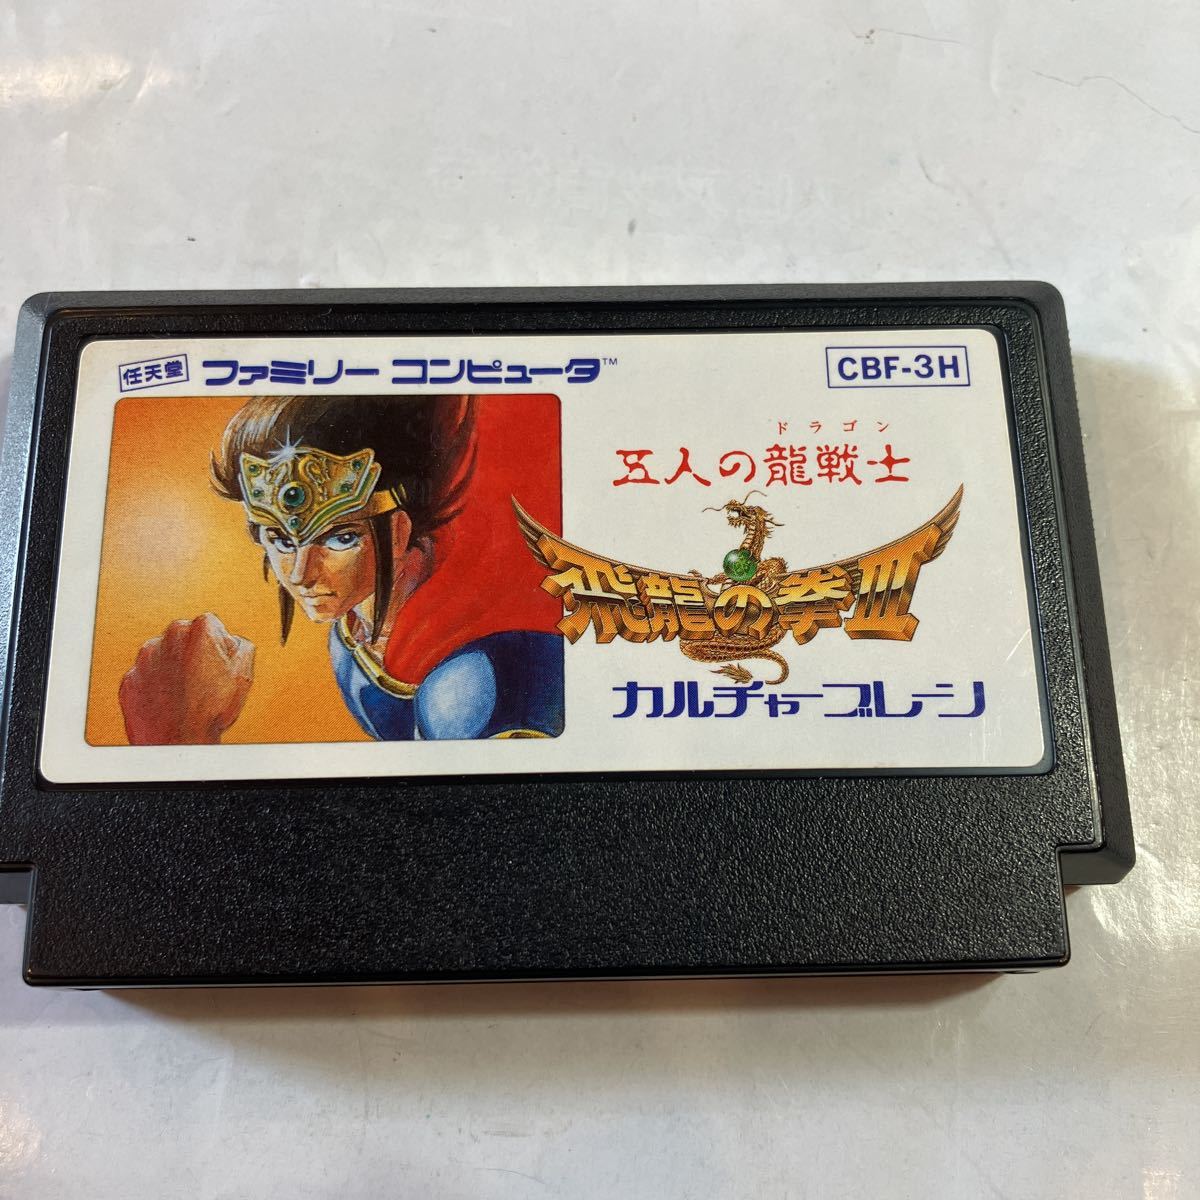 任天堂 ファミリー コンピュータ™
CBF-3H
ドラゴン
五人の龍戦士
飛龍の拳III
カルチャーブレーン